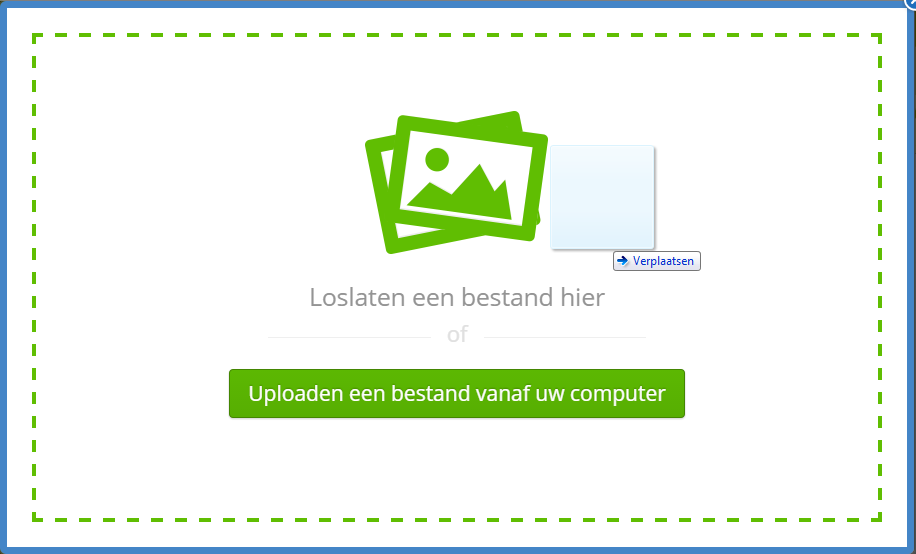 Verplaatsen
Loslaten een bestand hier
of
Uploaden een bestand vanaf uw computer